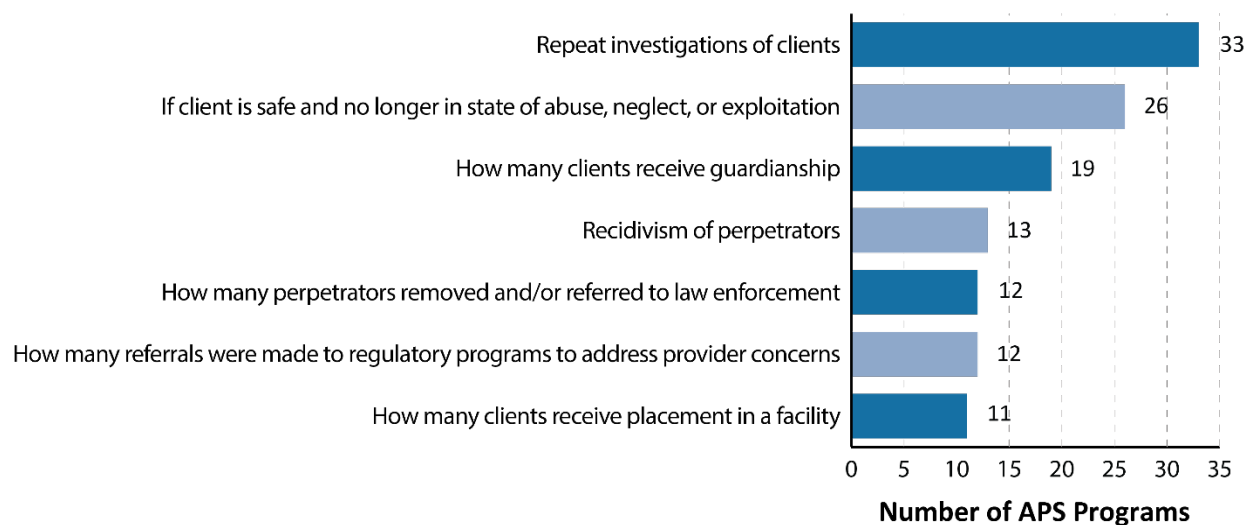 Repeat investigations of clients 33
If client is safe and no longer in state of abuse, neglect, or exploitation 26
How many clients receive guardianship 19
Recidivism of perpetrators 13
How many perpetrators removed and/or referred to law enforcement 12
How many referrals were made to regulatory programs to address provider concerns 12
How many clients receive placement in a facility 11
0 5 10 15 20 25 30 35
Number of APS Programs